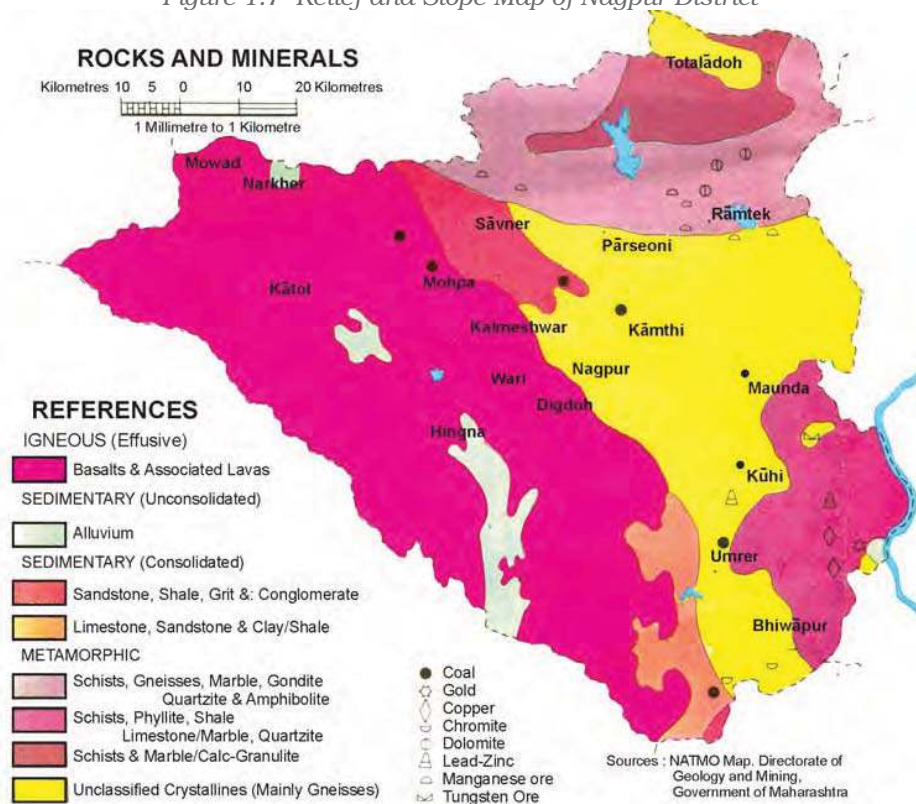 Figure 1.7 Relief and Slope Map of Nagpur District
ROCKS AND MINERALS
Kilometres 10 5 0 10 20 Kilometres
1 Millimetre to 1 Kilometre
Totalādoh
Mowad
Narkher
Rāmtek
Sāvner
Pārseoni
Mohpa
Kātol
Kalmeshwar
Kāmthi
Nagpur
Wari
Maunda
Digdoh
Hingna
Kūhi
Umrer
Bhiwāpur
REFERENCES
IGNEOUS (Effusive)
Basalts & Associated Lavas
SEDIMENTARY (Unconsolidated)
Alluvium
SEDIMENTARY (Consolidated)
Sandstone, Shale, Grit &: Conglomerate
Limestone, Sandstone & Clay/Shale
METAMORPHIC
Schists, Gneisses, Marble, Gondite
Quartzite & Amphibolite
Schists, Phyllite, Shale
Limestone/Marble, Quartzite
Schists & Marble/Calc-Granulite
Unclassified Crystallines (Mainly Gneisses)
Coal
Gold
Copper
Chromite
Dolomite
Lead-Zinc
Manganese ore
Tungsten Ore
Sources : NATMO Map. Directorate of
Geology and Mining,
Government of Maharashtra